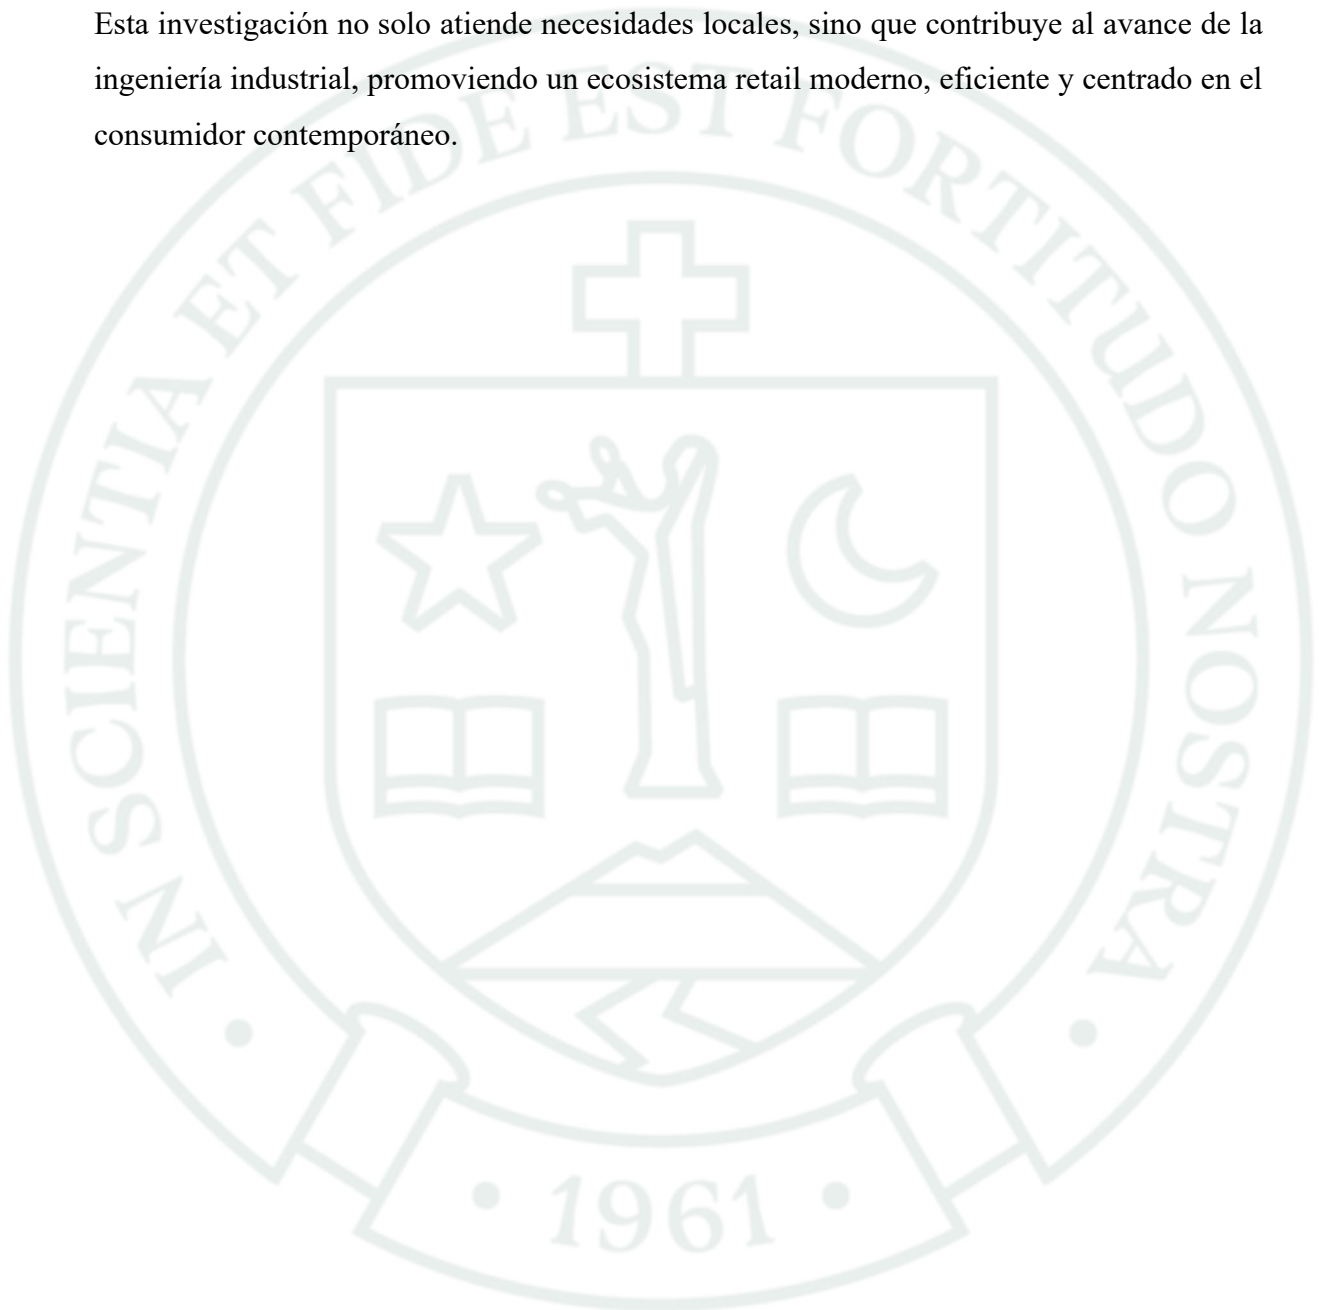 Esta investigación no solo atiende necesidades locales, sino que contribuye al avance de la
ingeniería industrial, promoviendo un ecosistema retail moderno, eficiente y centrado en el
consumidor contemporáneo.
IN SCIENTIA ET FIDE EST FORTITUDO NOSTRA
• 1961 •